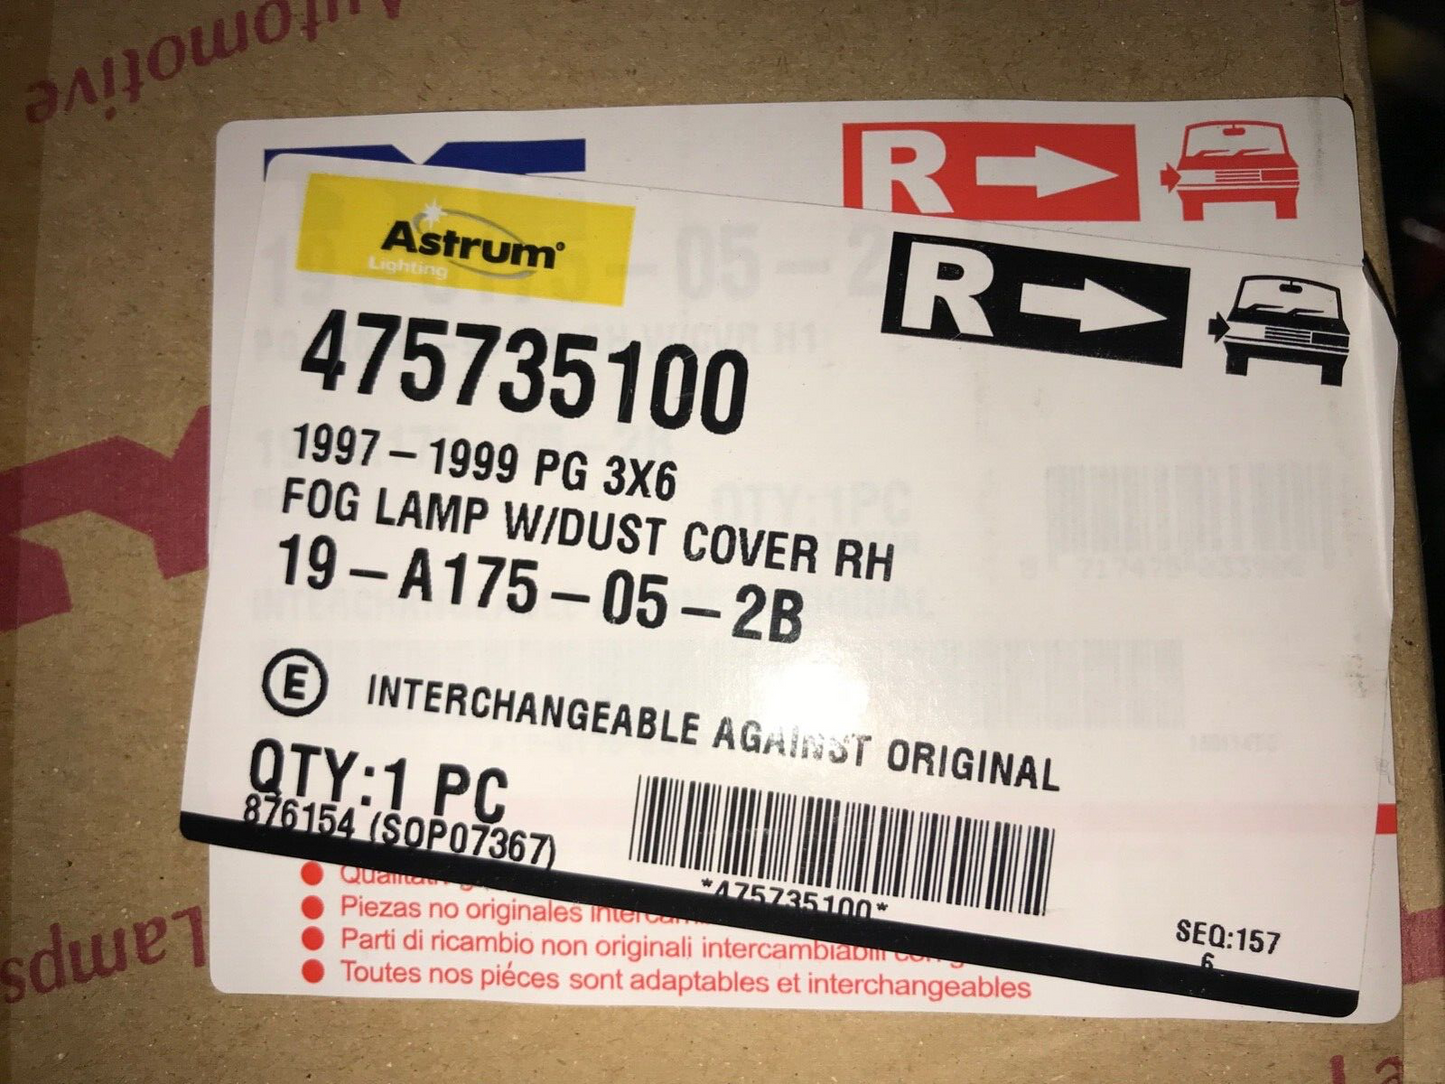 Automotive
R
Astrum
Lighting
R
475735100
1997-1999 PG 3X6
FOG LAMP W/DUST COVER RH
19-A175-05-2B
E INTERCHANGEABLE AGAINST ORIGINAL
QTY:1 PC
876154 (SOP07367)
*475735100*
SEQ:157
6
Piezas no originales
Parti di ricambio non originali intercambiabili
Toutes nos piéces sont adaptables et interchangeables
Lamps